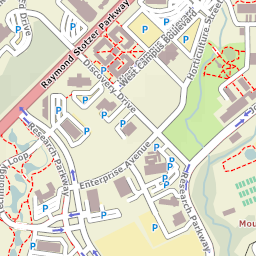 Raymond Stotzer Parkway
West Campus Boulevard
Horticulture Street
Discovery Drive
d Drive
Research Parkway
Enterprise Avenue
Research Parkway
chnology Loop
Mou
P